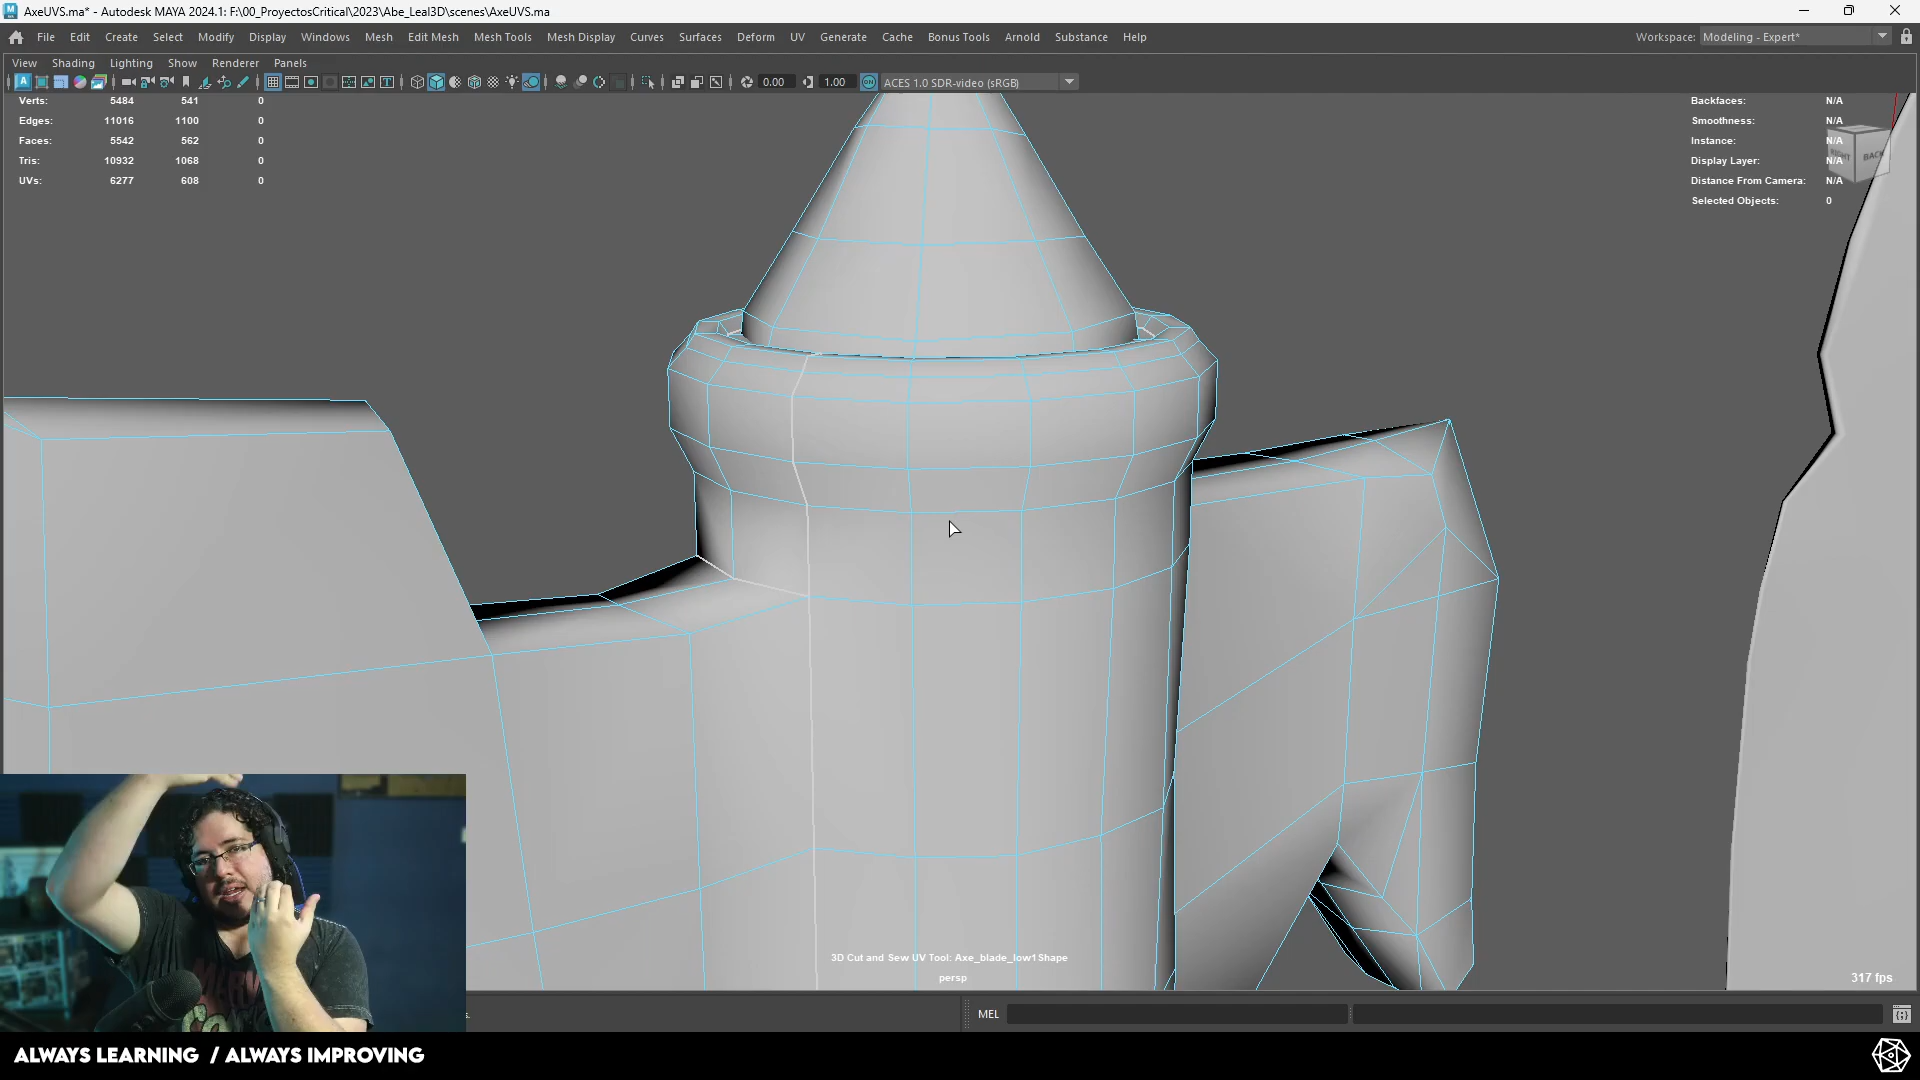 AxeUVS.ma* - Autodesk MAYA 2024.1: F:\00_ProyectosCritical\2023\Abe_Leal3D\scenes\AxeUVS.ma
File Edit Create Select Modify Display Windows Mesh Edit Mesh Mesh Tools Mesh Display Curves Surfaces Deform UV Generate Cache Bonus Tools Arnold Substance Help
Workspace: Modeling - Expert*
View Shading Lighting Show Renderer Panels
0.00 1.00 ON ACES 1.0 SDR-video (sRGB)
Verts: 5484 541 0
Edges: 11016 1100 0
Faces: 5542 562 0
Tris: 10932 1068 0
UVs: 6277 608 0
Backfaces: N/A
Smoothness: N/A
Instance: N/A
Display Layer: N/A
Distance From Camera: N/A
Selected Objects: 0
RIGHT BACK
3D Cut and Sew UV Tool: Axe_blade_low1Shape
persp
317 fps
s.
MEL
ALWAYS LEARNING / ALWAYS IMPROVING